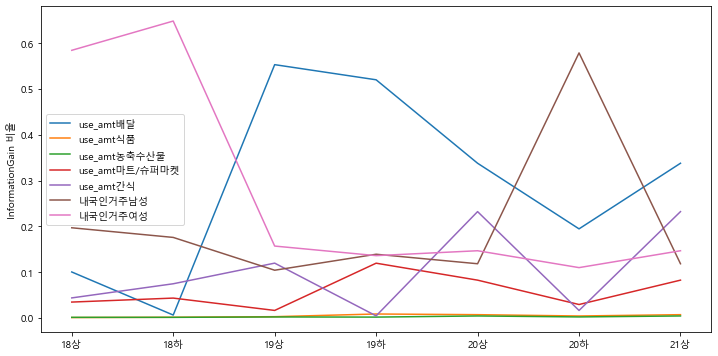 InformationGain 비율
0.6
0.5
0.4
0.3
0.2
0.1
0.0
use_amt배달
use_amt식품
use_amt농축수산물
use_amt마트/슈퍼마켓
use_amt간식
내국인거주남성
내국인거주여성
18상 18하 19상 19하 20상 20하 21상